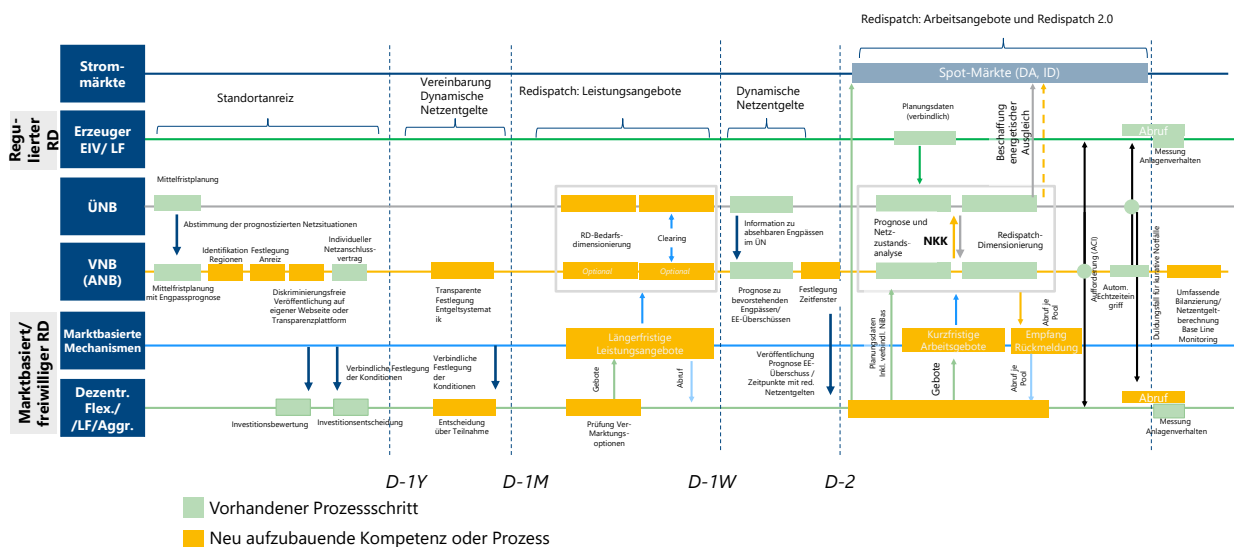 Redispatch: Arbeitsangebote und Redispatch 2.0
Strom-
märkte
Spot-Märkte (DA, ID)
Standortanreiz
Vereinbarung
Dynamische
Netzentgelte
Redispatch: Leistungsangebote
Dynamische
Netzentgelte
Regu-
lierter
RD
Erzeuger
EIV/ LF
Planungsdaten
(verbindlich)
Beschaffung
energetischer
Ausgleich
Abruf
Messung
Anlagenverhalten
ÜNB
Mittelfristplanung
Abstimmung der prognostizierten Netzsituationen
RD-Bedarfs-
dimensionierung
Clearing
Information zu
absehbaren Engpässen
im ÜN
Prognose und
Netz-
zustands-
analyse
NKK
Redispatch-
Dimensionierung
VNB
(ANB)
Identifikation
Regionen
Festlegung
Anreiz
Individueller
Netzanschluss-
vertrag
Optional
Optional
Mittelfristplanung
mit Engpassprognose
Diskriminierungsfreie
Veröffentlichung auf
eigener Webseite oder
Transparenzplattform
Transparente
Festlegung
Entgeltsystemat
ik
Prognose zu
bevorstehenden
Engpässen/
EE-Überschüssen
Festlegung
Zeitfenster
Aufforderung (ACI)
Autom.
Echtzeitein
griff
Duldungsfall für kurative Notfälle
Umfassende
Bilanzierung/
Netzentgelt-
berechnung
Base Line
Monitoring
Marktbasiert/
freiwilliger RD
Marktbasierte
Mechanismen
Verbindliche Festlegung
der Konditionen
Verbindliche
Festlegung
der
Konditionen
Längerfristige
Leistungsangebote
Gebote
Abruf
Veröffentlichung
Prognose EE-
Überschuss /
Zeitpunkte mit red.
Netzentgelten
Planungsdaten
Inkl. verbindl. NiBas
Kurzfristige
Arbeitsgebote
Gebote
Abruf je
Pool
Empfang
Rückmeldung
Abruf je
Pool
Dezentr.
Flex./
/LF/Aggr.
Investitionsbewertung
Investitionsentscheidung
Entscheidung
über Teilnahme
Prüfung Ver-
Marktungs-
optionen
Abruf
Messung
Anlagenverhalten
D-1Y
D-1M
D-1W
D-2
Vorhandener Prozessschritt
Neu aufzubauende Kompetenz oder Prozess